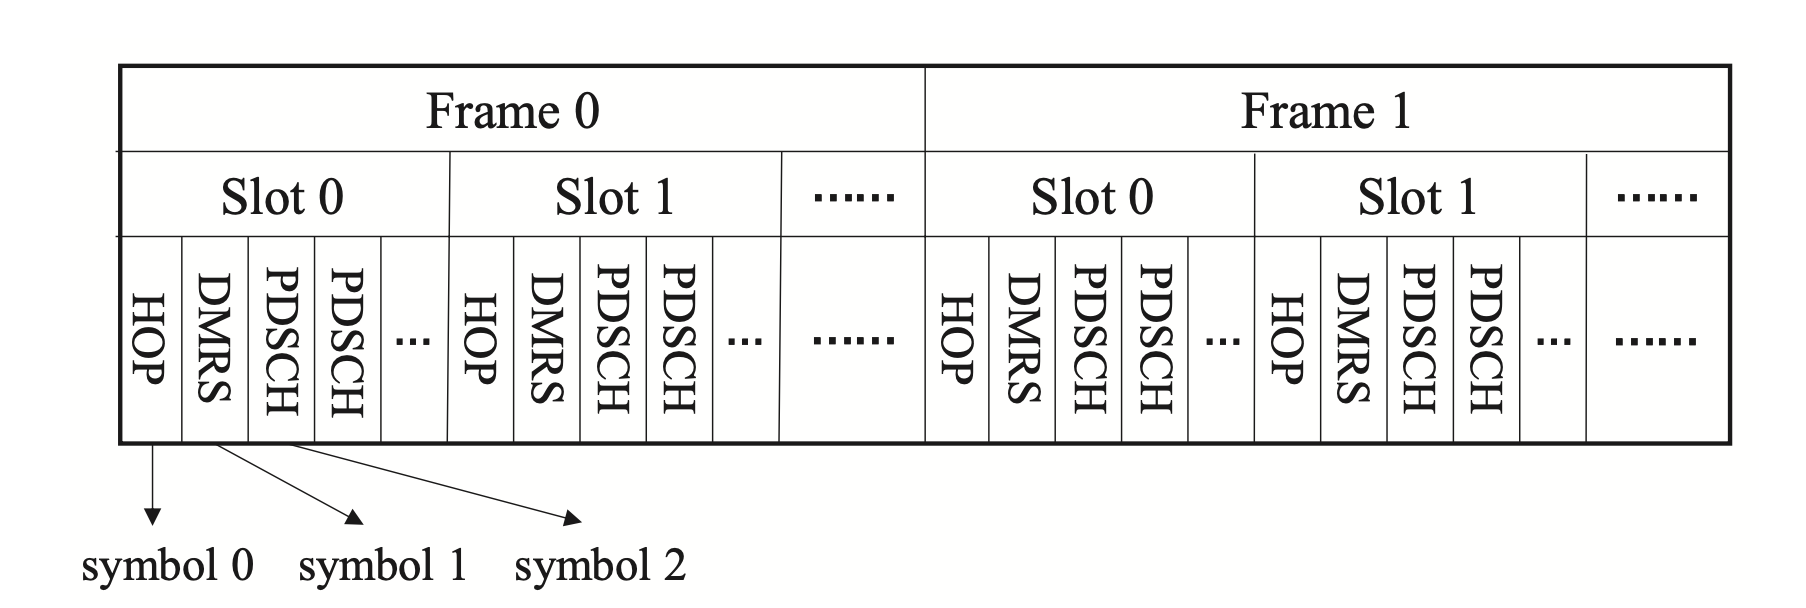 Frame 0 Frame 1
Slot 0 Slot 1 ...... Slot 0 Slot 1 ......
HOP DMRS PDSCH PDSCH ... HOP DMRS PDSCH PDSCH ... ...... HOP DMRS PDSCH PDSCH ... HOP DMRS PDSCH PDSCH ... ......
symbol 0 symbol 1 symbol 2